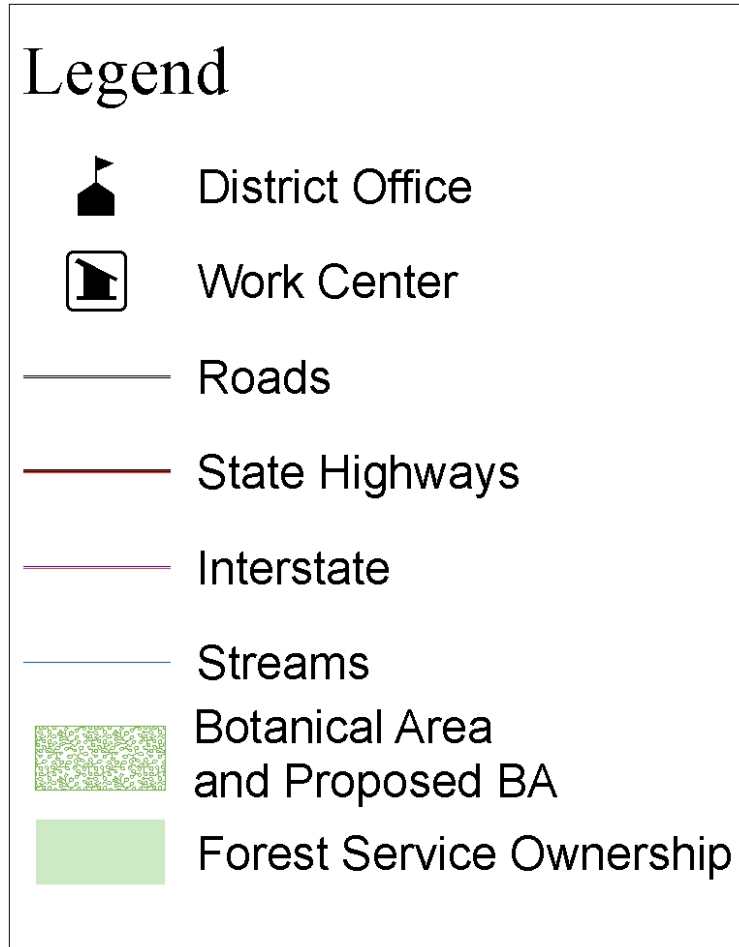 Legend
District Office
Work Center
Roads
State Highways
Interstate
Streams
Botanical Area
and Proposed BA
Forest Service Ownership